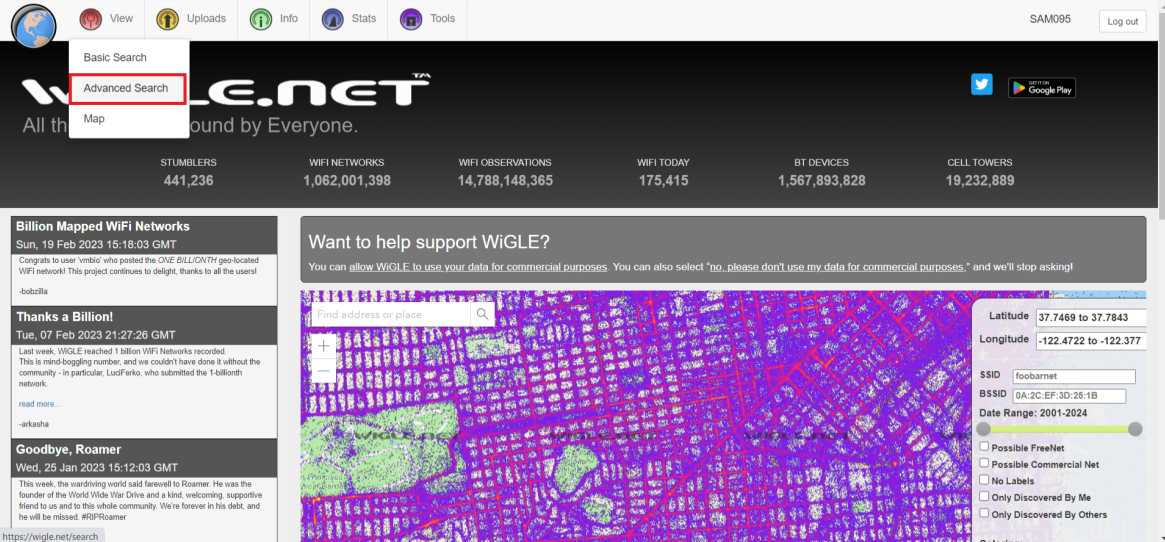 View
Uploads
Info
Stats
Tools
SAM095
Log out
Basic Search
Advanced Search
Map
WiGLE.NET™
All th ound by Everyone.
GET IT ON
Google Play
STUMBLERS
441,236
WIFI NETWORKS
1,062,001,398
WIFI OBSERVATIONS
14,788,148,365
WIFI TODAY
175,415
BT DEVICES
1,567,893,828
CELL TOWERS
19,232,889
Billion Mapped WiFi Networks
Sun, 19 Feb 2023 15:18:03 GMT
Congrats to user 'vmbio' who posted the ONE BILLIONTH geo-located
WiFi network! This project continues to delight, thanks to all the users!
-bobzilla
Thanks a Billion!
Tue, 07 Feb 2023 21:27:26 GMT
Last week, WiGLE reached 1 billion WiFi Networks recorded.
This is mind-boggling number, and we couldn't have done it without the
community - in particular, LuciFerko, who submitted the 1-billionth
network.
read more...
-arkasha
Goodbye, Roamer
Wed, 25 Jan 2023 15:12:03 GMT
This week, the wardriving world said farewell to Roamer. He was the
founder of the World Wide War Drive and a kind, welcoming, supportive
friend to us and to this whole community. We're forever in his debt, and
he will be missed. #RIPRoamer
https://wigle.net/search
Want to help support WiGLE?
You can allow WiGLE to use your data for commercial purposes. You can also select "no, please don't use my data for commercial purposes," and we'll stop asking!
Find address or place
+
−
WIGLE.NET
WIGLE.NET
WIGLE.NET
Latitude
37.7469 to 37.7843
Longitude
-122.4722 to -122.377
SSID
foobarnet
BSSID
0A:2C:EF:3D:25:1B
Date Range: 2001-2024
Possible FreeNet
Possible Commercial Net
No Labels
Only Discovered By Me
Only Discovered By Others